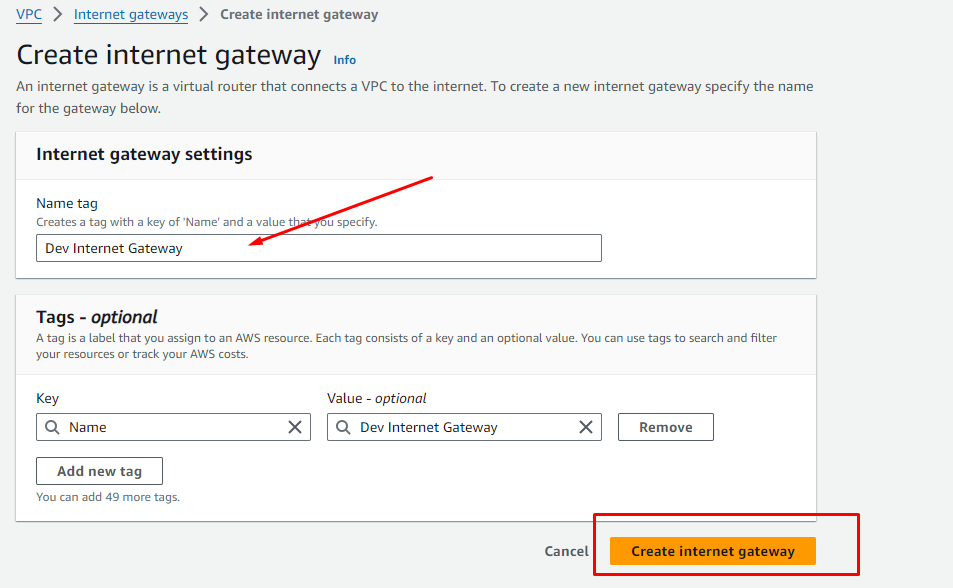 VPC > Internet gateways > Create internet gateway
Create internet gateway Info
An internet gateway is a virtual router that connects a VPC to the internet. To create a new internet gateway specify the name
for the gateway below.
Internet gateway settings
Name tag
Creates a tag with a key of 'Name' and a value that you specify.
Dev Internet Gateway
Tags - optional
A tag is a label that you assign to an AWS resource. Each tag consists of a key and an optional value. You can use tags to search and filter
your resources or track your AWS costs.
Key Value - optional
Name Dev Internet Gateway Remove
Add new tag
You can add 49 more tags.
Cancel Create internet gateway